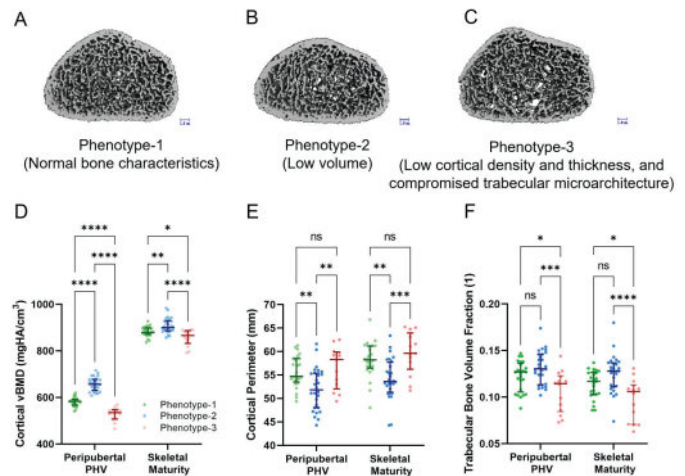 A
B
C
Phenotype-1
(Normal bone characteristics)
Phenotype-2
(Low volume)
Phenotype-3
(Low cortical density and thickness, and
compromised trabecular microarchitecture)
D
E
F
****
****
****
*
**
****
Cortical vBMD (mgHA/cm³)
1000
800
600
400
Phenotype-1
Phenotype-2
Phenotype-3
Peripubertal
PHV
Skeletal
Maturity
ns
**
**
ns
**
***
Cortical Perimeter (mm)
70
65
60
55
50
45
40
Peripubertal
PHV
Skeletal
Maturity
*
ns
***
*
ns
****
Trabecular Bone Volume Fraction (1)
0.20
0.15
0.10
0.05
Peripubertal
PHV
Skeletal
Maturity